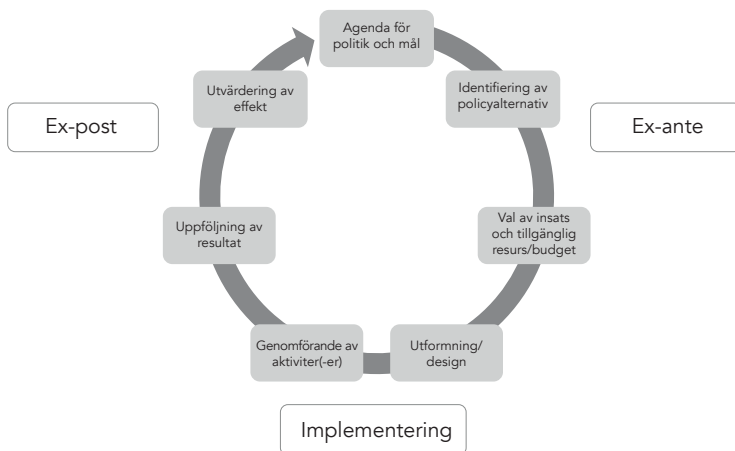 Agenda för
politik och mål
Identifiering av
policyalternativ
Ex-ante
Val av insats
och tillgänglig
resurs/budget
Utformning/
design
Implementering
Genomförande av
aktiviter(-er)
Uppföljning av
resultat
Ex-post
Utvärdering av
effekt